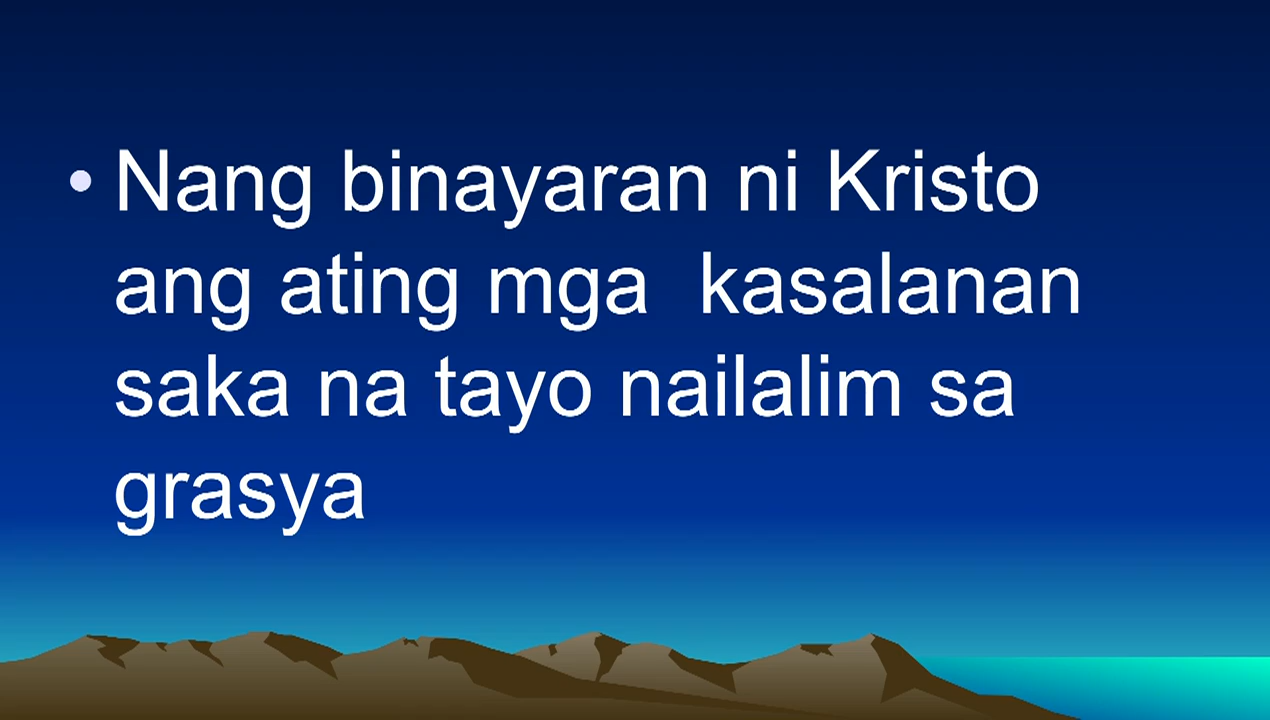 • Nang binayaran ni Kristo
ang ating mga  kasalanan
saka na tayo nailalim sa
grasya